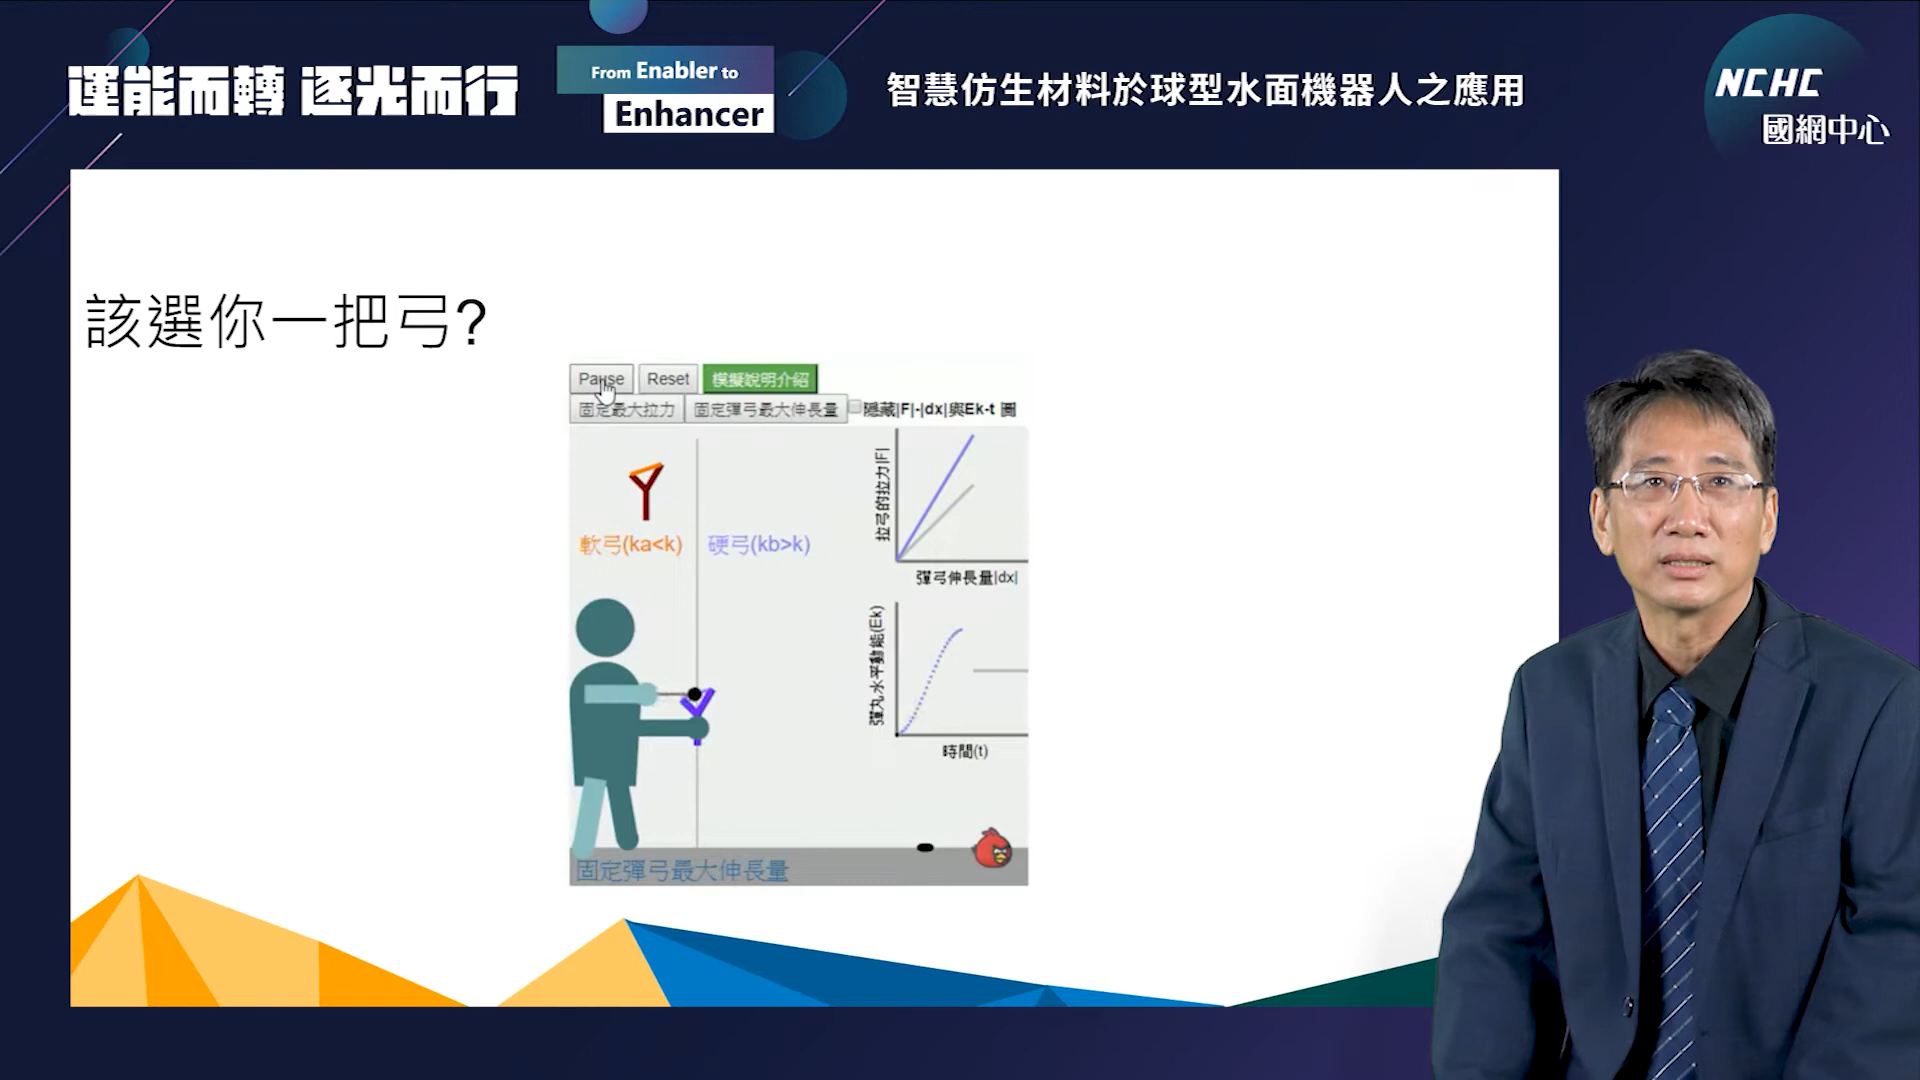 運能而轉 逐光而行
From Enabler to
Enhancer
智慧仿生材料於球型水面機器人之應用
NCHC
國網中心
該選你一把弓?
Pause
Reset
模擬說明介紹
固定最大拉力
固定彈弓最大伸長量
隱藏|F|-|dx|與Ek-t 圖
拉弓的拉力|F|
彈弓伸長量|dx|
軟弓(ka<k)
硬弓(kb>k)
彈丸水平動能(Ek)
時間(t)
固定彈弓最大伸長量